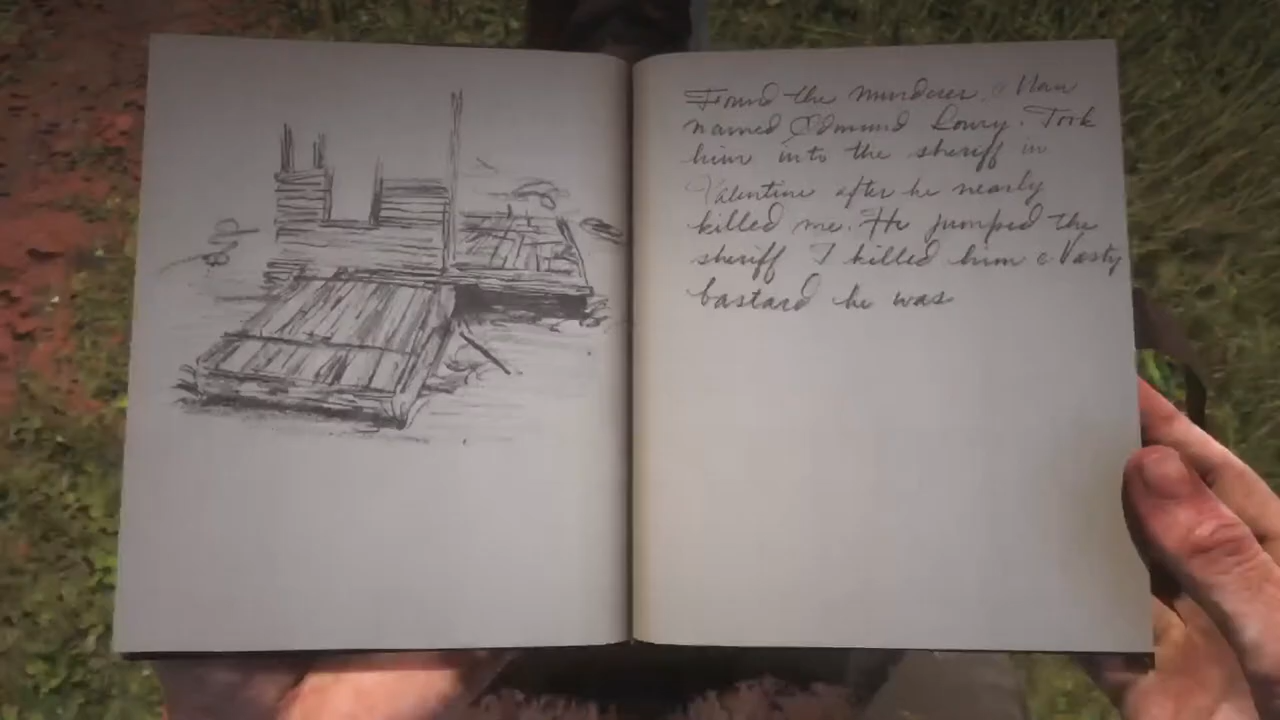 Found the murderer. a Man
named Edmund Lowry. Took
him into the sheriff in
Valentine after he nearly
killed me. He jumped the
sheriff I killed him a Nasty
bastard he was